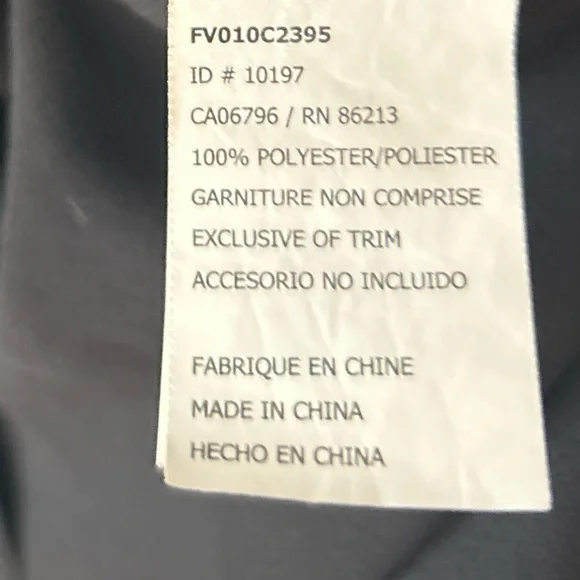 FV010C2395
ID # 10197
CA06796 / RN 86213
100% POLYESTER/POLIESTER
GARNITURE NON COMPRISE
EXCLUSIVE OF TRIM
ACCESORIO NO INCLUIDO
FABRIQUE EN CHINE
MADE IN CHINA
HECHO EN CHINA